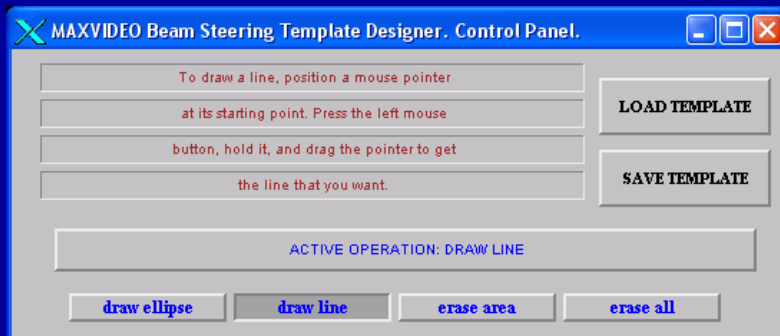 MAXVIDEO Beam Steering Template Designer. Control Panel.
To draw a line, position a mouse pointer
at its starting point. Press the left mouse
button, hold it, and drag the pointer to get
the line that you want.
LOAD TEMPLATE
SAVE TEMPLATE
ACTIVE OPERATION: DRAW LINE
draw ellipse
draw line
erase area
erase all